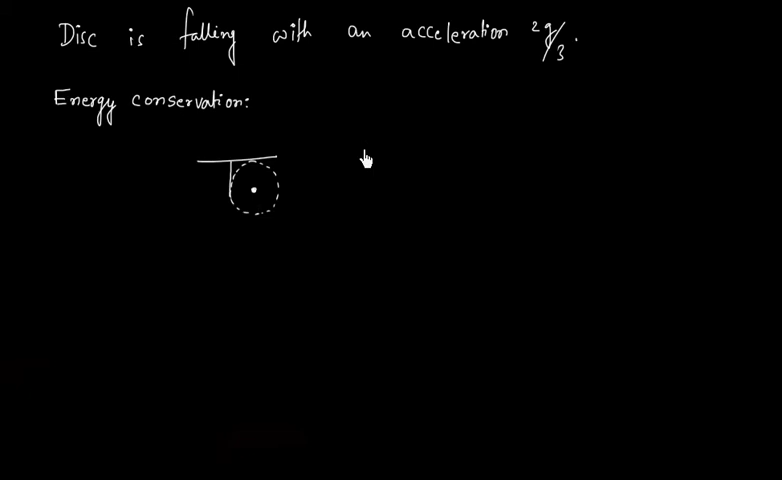 Disc is falling with an acceleration 2g/3.
Energy conservation: